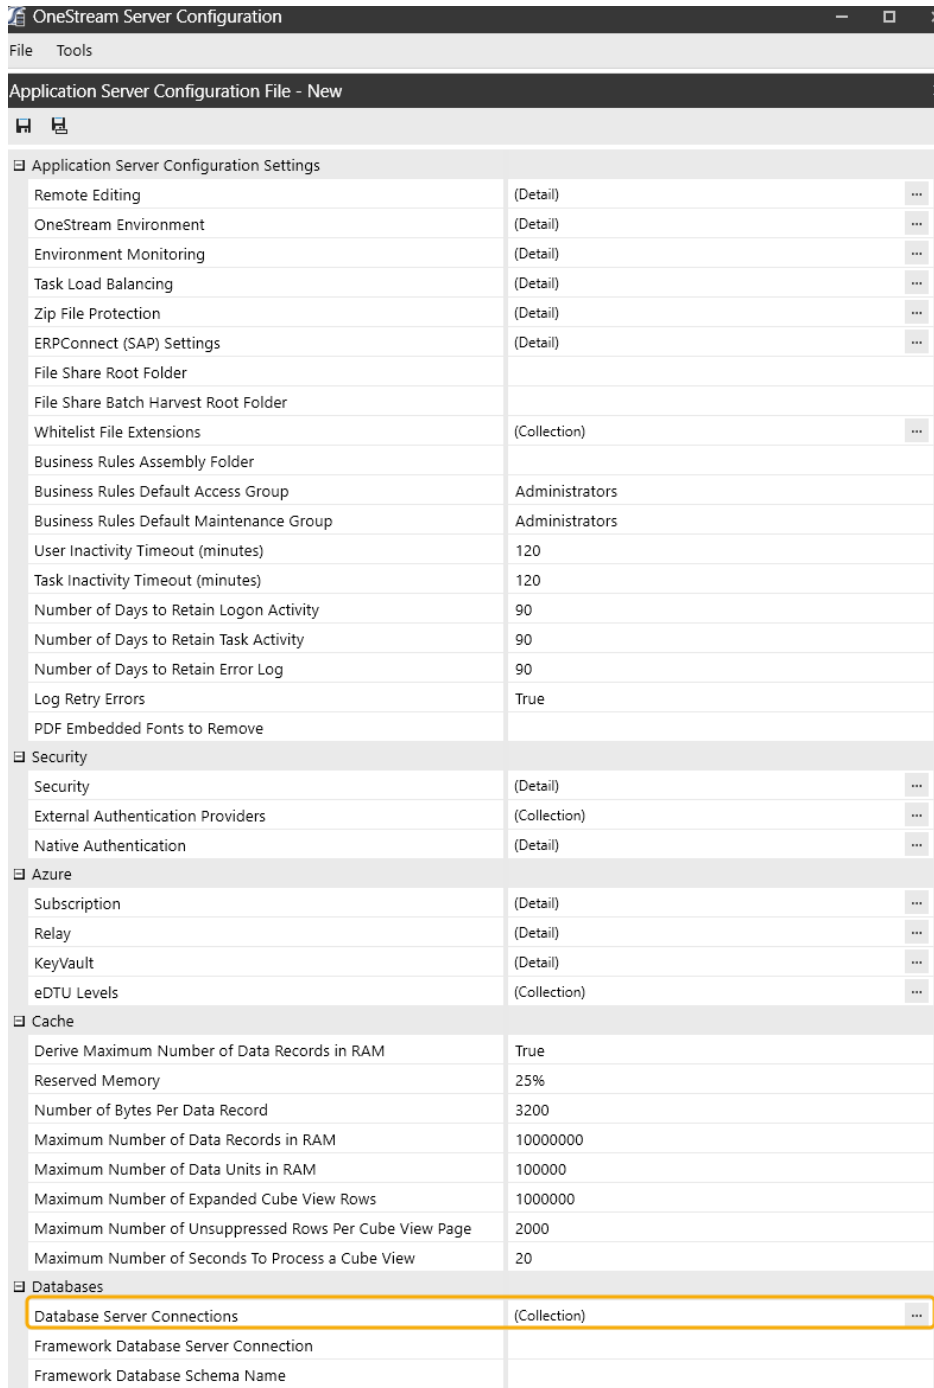 OneStream Server Configuration
File Tools
Application Server Configuration File - New
Application Server Configuration Settings
Remote Editing (Detail) ...
OneStream Environment (Detail) ...
Environment Monitoring (Detail) ...
Task Load Balancing (Detail) ...
Zip File Protection (Detail) ...
ERPConnect (SAP) Settings (Detail) ...
File Share Root Folder
File Share Batch Harvest Root Folder
Whitelist File Extensions (Collection) ...
Business Rules Assembly Folder
Business Rules Default Access Group Administrators
Business Rules Default Maintenance Group Administrators
User Inactivity Timeout (minutes) 120
Task Inactivity Timeout (minutes) 120
Number of Days to Retain Logon Activity 90
Number of Days to Retain Task Activity 90
Number of Days to Retain Error Log 90
Log Retry Errors True
PDF Embedded Fonts to Remove
Security
Security (Detail) ...
External Authentication Providers (Collection) ...
Native Authentication (Detail) ...
Azure
Subscription (Detail) ...
Relay (Detail) ...
KeyVault (Detail) ...
eDTU Levels (Collection) ...
Cache
Derive Maximum Number of Data Records in RAM True
Reserved Memory 25%
Number of Bytes Per Data Record 3200
Maximum Number of Data Records in RAM 10000000
Maximum Number of Data Units in RAM 100000
Maximum Number of Expanded Cube View Rows 1000000
Maximum Number of Unsuppressed Rows Per Cube View Page 2000
Maximum Number of Seconds To Process a Cube View 20
Databases
Database Server Connections (Collection) ...
Framework Database Server Connection
Framework Database Schema Name